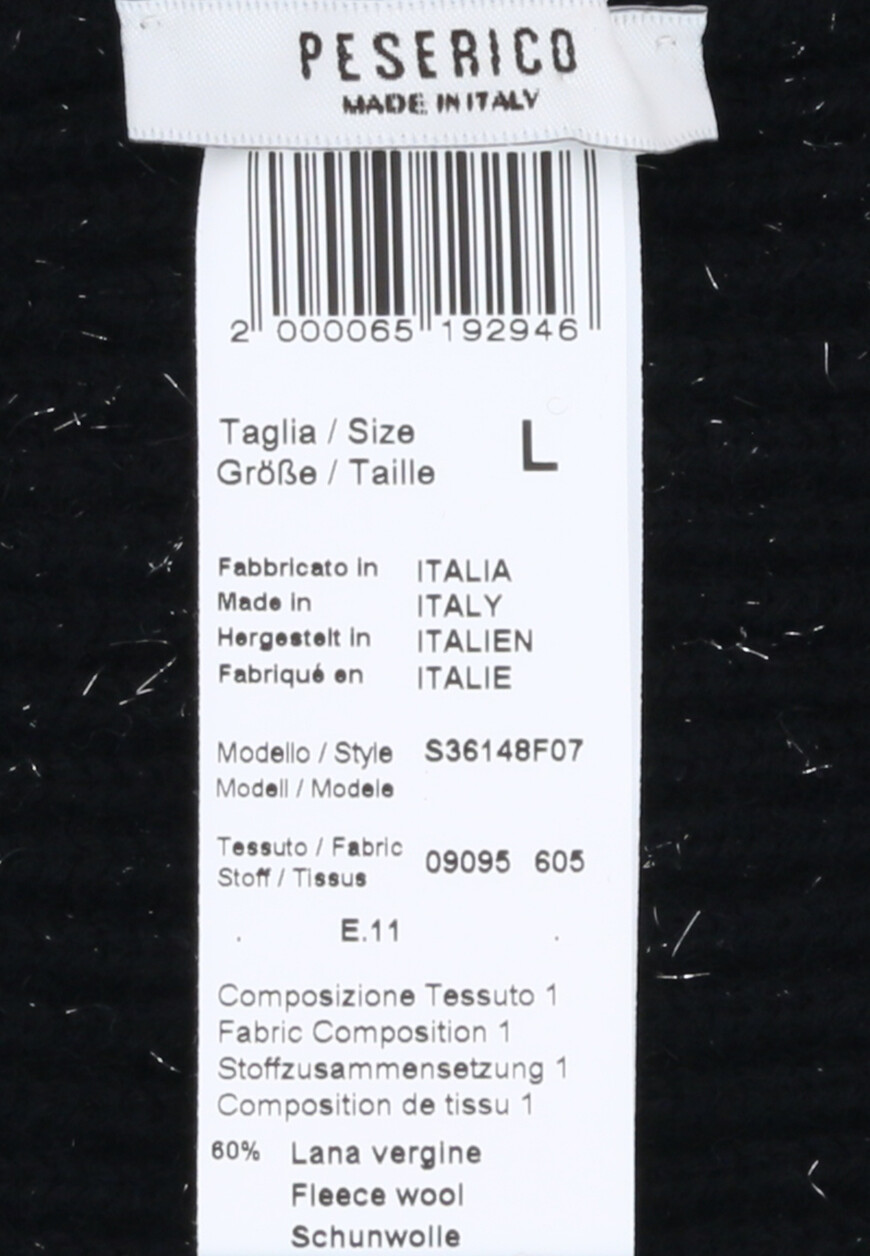 PESERICO
MADE IN ITALY
2 000065 192946
Taglia / Size
Größe / Taille
L
Fabbricato in ITALIA
Made in ITALY
Hergestelt in ITALIEN
Fabriqué en ITALIE
Modello / Style S36148F07
Modell / Modele
Tessuto / Fabric
Stoff / Tissus
09095 605
. E.11 .
Composizione Tessuto 1
Fabric Composition 1
Stoffzusammensetzung 1
Composition de tissu 1
60% Lana vergine
Fleece wool
Schunwolle